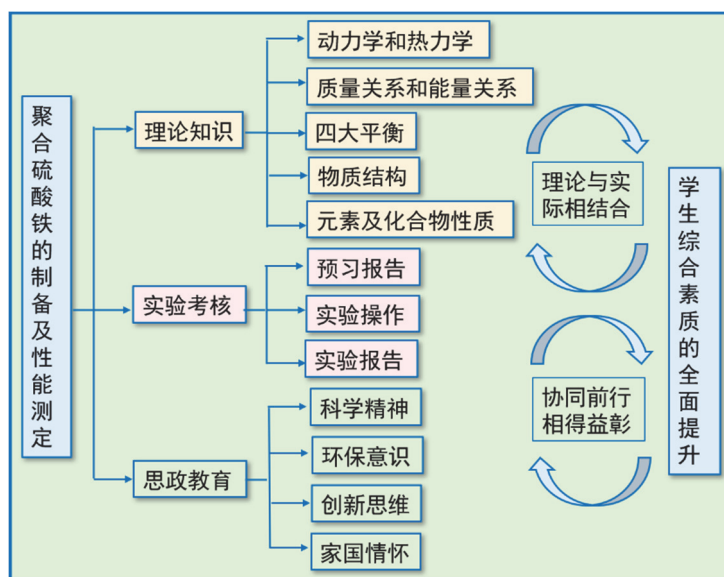 聚合硫酸铁的制备及性能测定
理论知识
动力学和热力学
质量关系和能量关系
四大平衡
物质结构
元素及化合物性质
实验考核
预习报告
实验操作
实验报告
思政教育
科学精神
环保意识
创新思维
家国情怀
理论与实
际相结合
协同前行
相得益彰
学生综合素质的全面提升